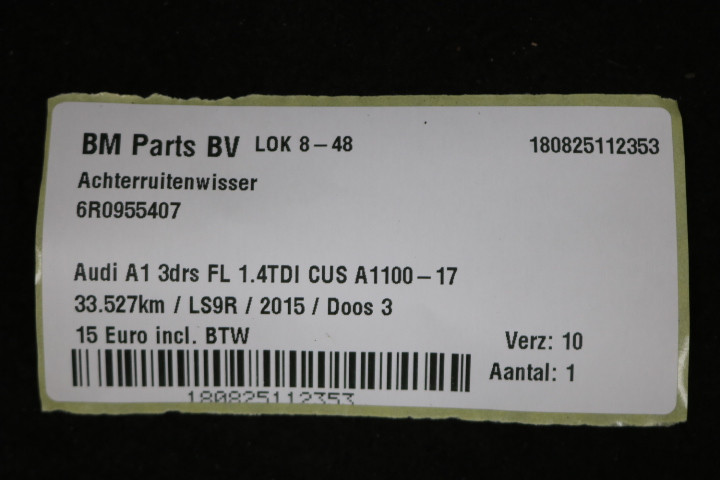 BM Parts BV LOK 8-48 180825112353
Achterruitenwisser
6R0955407
Audi A1 3drs FL 1.4TDI CUS A1100-17
33.527km / LS9R / 2015 / Doos 3
15 Euro incl. BTW Verz: 10
Aantal: 1
180825112353